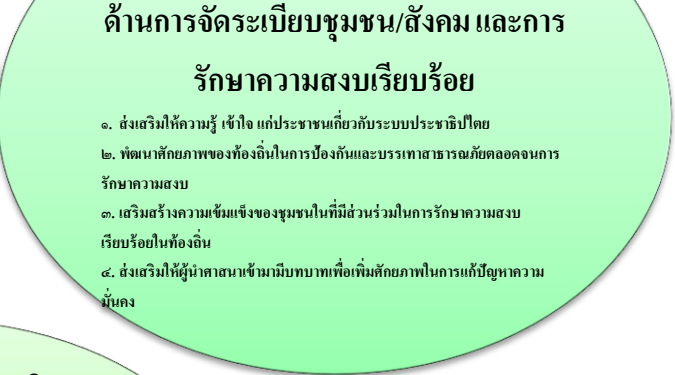 ด้านการจัดระเบียบชุมชน/สังคม และการ
รักษาความสงบเรียบร้อย
๑. ส่งเสริมให้ความรู้ เข้าใจ แก่ประชาชนเกี่ยวกับระบบประชาธิปไตย
๒. พัฒนาศักยภาพของท้องถิ่นในการป้องกันและบรรเทาสาธารณภัยตลอดจนการ
รักษาความสงบ
๓. เสริมสร้างความเข้มแข็งของชุมชนในที่มีส่วนร่วมในการรักษาความสงบ
เรียบร้อยในท้องถิ่น
๔. ส่งเสริมให้ผู้นำศาสนาเข้ามามีบทบาทเพื่อเพิ่มศักยภาพในการแก้ปัญหาความ
มั่นคง